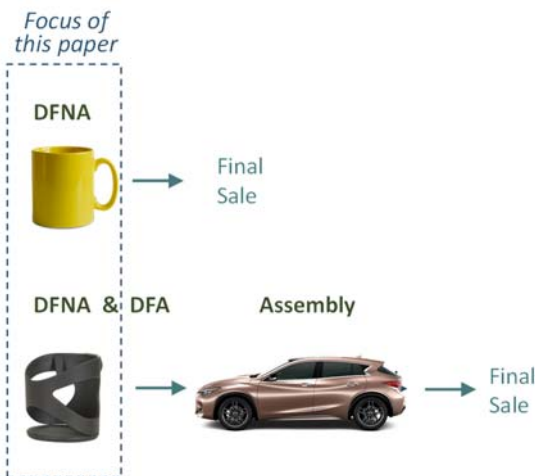 Focus of
this paper
DFNA
Final
Sale
DFNA & DFA
Assembly
Final
Sale